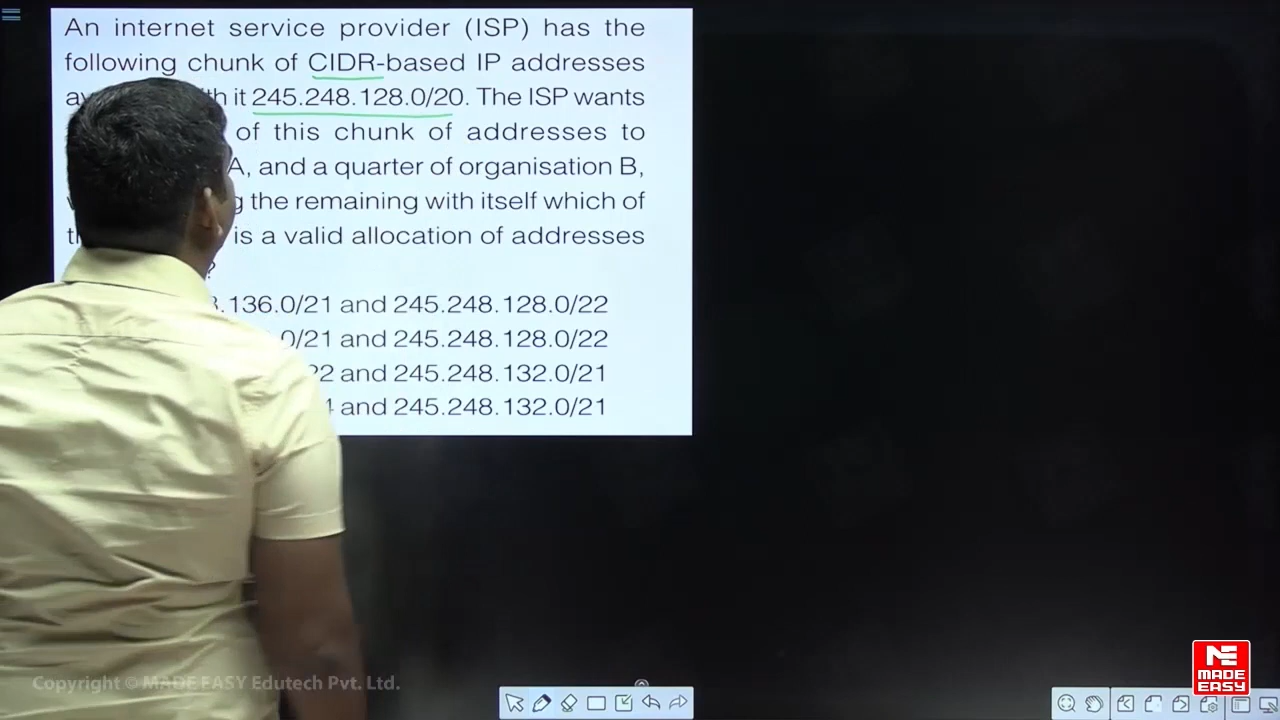 An internet service provider (ISP) has the
following chunk of CIDR-based IP addresses
it 245.248.128.0/20. The ISP wants
of this chunk of addresses to
A, and a quarter of organisation B,
the remaining with itself which of
is a valid allocation of addresses
?
.136.0/21 and 245.248.128.0/22
0/21 and 245.248.128.0/22
22 and 245.248.132.0/21
and 245.248.132.0/21
Copyright © MADE EASY Edutech Pvt. Ltd.
ME
MADE
EASY